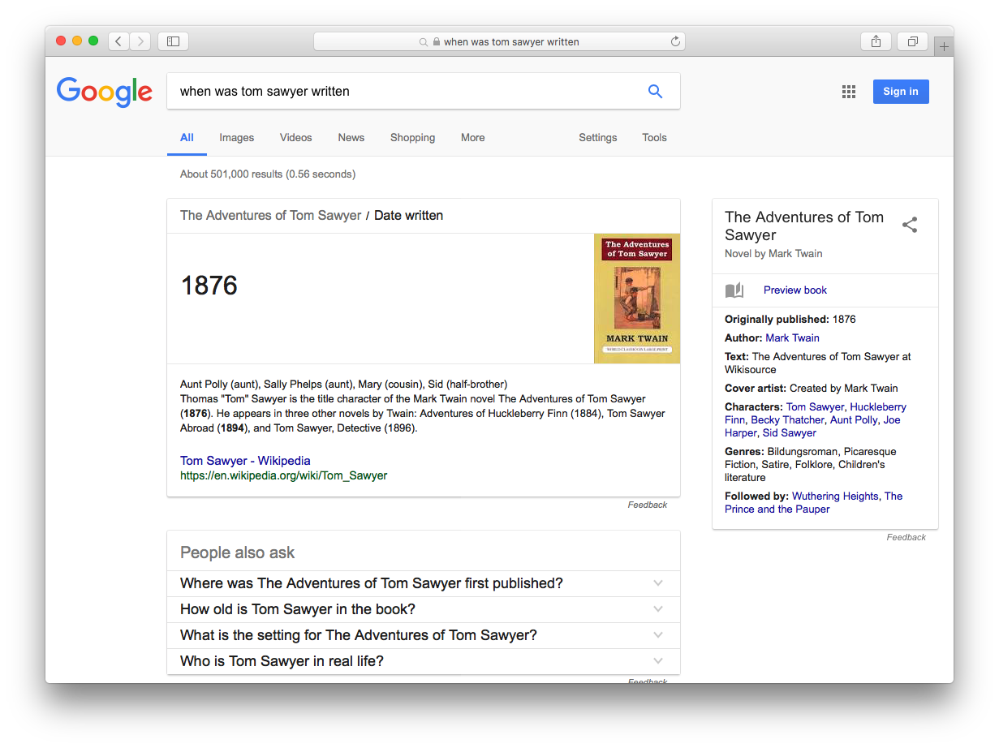 when was tom sawyer written
Google
when was tom sawyer written
Sign in
All Images Videos News Shopping More Settings Tools
About 501,000 results (0.56 seconds)
The Adventures of Tom Sawyer / Date written
1876
The Adventures
of Tom Sawyer
MARK TWAIN
WORLD CLASSICS IN LARGE PRINT
Aunt Polly (aunt), Sally Phelps (aunt), Mary (cousin), Sid (half-brother)
Thomas "Tom" Sawyer is the title character of the Mark Twain novel The Adventures of Tom Sawyer
(1876). He appears in three other novels by Twain: Adventures of Huckleberry Finn (1884), Tom Sawyer
Abroad (1894), and Tom Sawyer, Detective (1896).
Tom Sawyer - Wikipedia
https://en.wikipedia.org/wiki/Tom_Sawyer
Feedback
People also ask
Where was The Adventures of Tom Sawyer first published?
How old is Tom Sawyer in the book?
What is the setting for The Adventures of Tom Sawyer?
Who is Tom Sawyer in real life?
Feedback
The Adventures of Tom
Sawyer
Novel by Mark Twain
Preview book
Originally published: 1876
Author: Mark Twain
Text: The Adventures of Tom Sawyer at
Wikisource
Cover artist: Created by Mark Twain
Characters: Tom Sawyer, Huckleberry
Finn, Becky Thatcher, Aunt Polly, Joe
Harper, Sid Sawyer
Genres: Bildungsroman, Picaresque
Fiction, Satire, Folklore, Children's
literature
Followed by: Wuthering Heights, The
Prince and the Pauper
Feedback